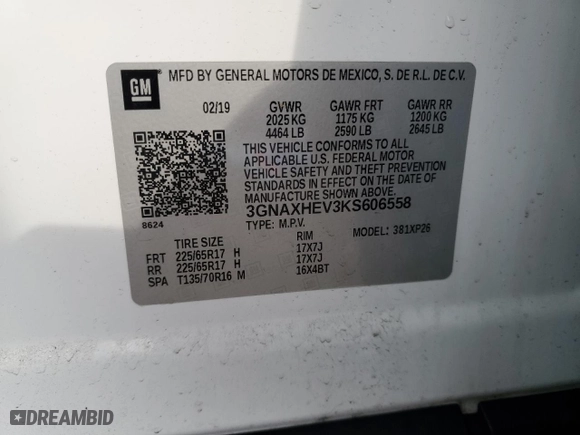 GM
MFD BY GENERAL MOTORS DE MEXICO, S. DE R.L. DE C.V.
02/19 GVWR GAWR FRT GAWR RR
2025 KG 1175 KG 1200 KG
4464 LB 2590 LB 2645 LB
THIS VEHICLE CONFORMS TO ALL
APPLICABLE U.S. FEDERAL MOTOR
VEHICLE SAFETY AND THEFT PREVENTION
STANDARDS IN EFFECT ON THE DATE
OF MANUFACTURE SHOWN ABOVE.
3GNAXHEV3KS606558
8624
TYPE: M.P.V. MODEL: 381XP26
TIRE SIZE RIM
FRT 225/65R17 H 17X7J
RR 225/65R17 H 17X7J
SPA T135/70R16 M 16X4BT
DREAMBID